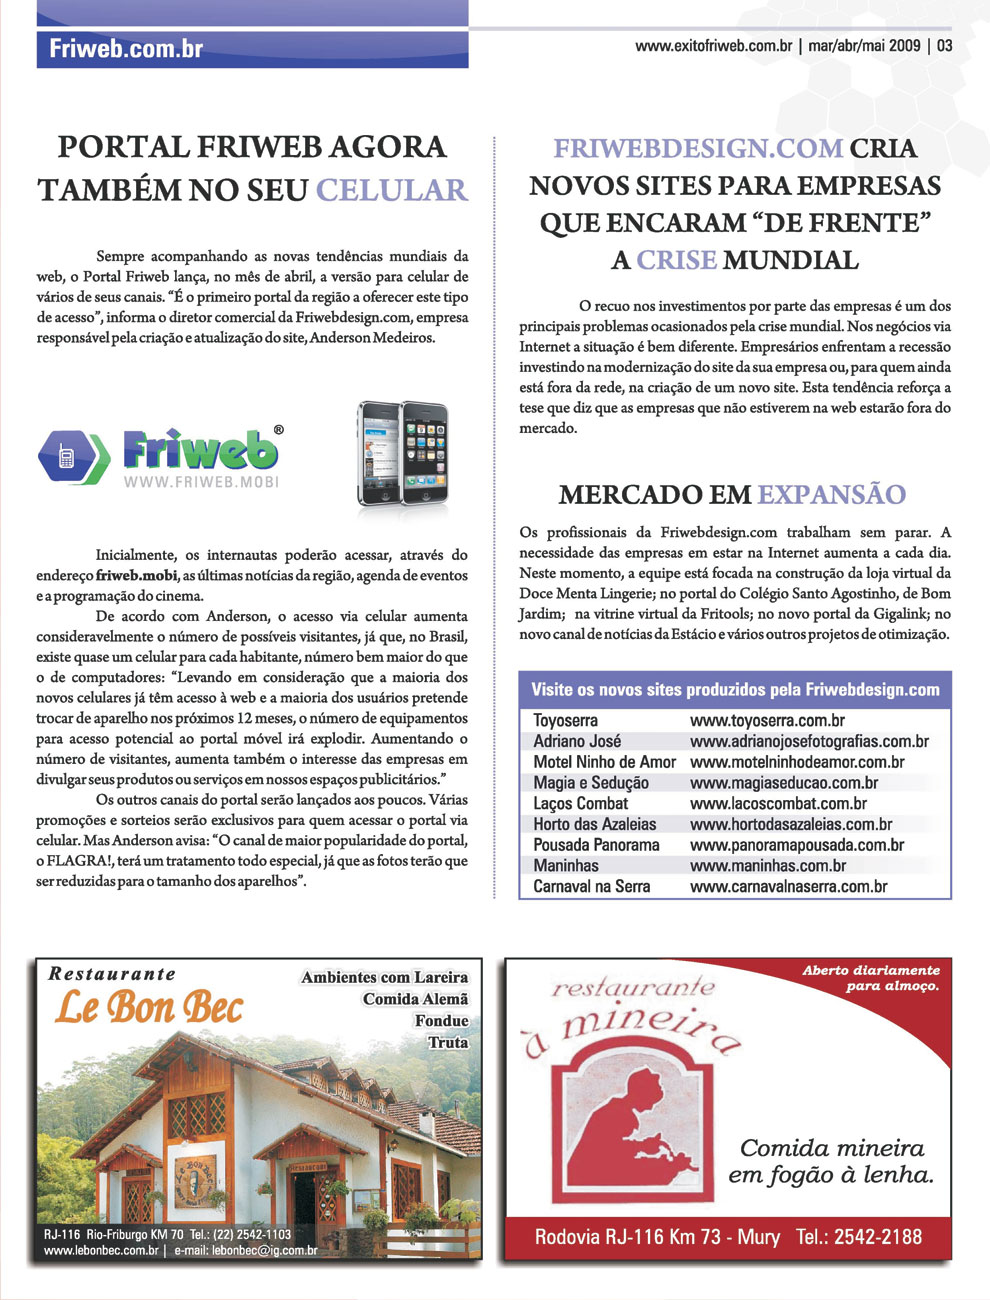 Friweb.com.br
www.exitofriweb.com.br | mar/abr/mai 2009 | 03
PORTAL FRIWEB AGORA
TAMBÉM NO SEU CELULAR
Sempre acompanhando as novas tendências mundiais da
web, o Portal Friweb lança, no mês de abril, a versão para celular de
vários de seus canais. “É o primeiro portal da região a oferecer este tipo
de acesso”, informa o diretor comercial da Friwebdesign.com, empresa
responsável pela criação e atualização do site, Anderson Medeiros.
Friweb®
WWW.FRIWEB.MOBI
Inicialmente, os internautas poderão acessar, através do
endereço friweb.mobi, as últimas notícias da região, agenda de eventos
e a programação do cinema.
De acordo com Anderson, o acesso via celular aumenta
consideravelmente o número de possíveis visitantes, já que, no Brasil,
existe quase um celular para cada habitante, número bem maior do que
o de computadores: “Levando em consideração que a maioria dos
novos celulares já têm acesso à web e a maioria dos usuários pretende
trocar de aparelho nos próximos 12 meses, o número de equipamentos
para acesso potencial ao portal móvel irá explodir. Aumentando o
número de visitantes, aumenta também o interesse das empresas em
divulgar seus produtos ou serviços em nossos espaços publicitários.”
Os outros canais do portal serão lançados aos poucos. Várias
promoções e sorteios serão exclusivos para quem acessar o portal via
celular. Mas Anderson avisa: “O canal de maior popularidade do portal,
o FLAGRA!, terá um tratamento todo especial, já que as fotos terão que
ser reduzidas para o tamanho dos aparelhos”.
FRIWEBDESIGN.COM CRIA
NOVOS SITES PARA EMPRESAS
QUE ENCARAM “DE FRENTE”
A CRISE MUNDIAL
O recuo nos investimentos por parte das empresas é um dos
principais problemas ocasionados pela crise mundial. Nos negócios via
Internet a situação é bem diferente. Empresários enfrentam a recessão
investindo na modernização do site da sua empresa ou, para quem ainda
está fora da rede, na criação de um novo site. Esta tendência reforça a
tese que diz que as empresas que não estiverem na web estarão fora do
mercado.
MERCADO EM EXPANSÃO
Os profissionais da Friwebdesign.com trabalham sem parar. A
necessidade das empresas em estar na Internet aumenta a cada dia.
Neste momento, a equipe está focada na construção da loja virtual da
Doce Menta Lingerie; no portal do Colégio Santo Agostinho, de Bom
Jardim; na vitrine virtual da Fritools; no novo portal da Gigalink; no
novo canal de notícias da Estácio e vários outros projetos de otimização.
Visite os novos sites produzidos pela Friwebdesign.com
Toyoserra www.toyoserra.com.br
Adriano José www.adrianojosefotografias.com.br
Motel Ninho de Amor www.motelninhodeamor.com.br
Magia e Sedução www.magiaseducao.com.br
Laços Combat www.lacoscombat.com.br
Horto das Azaleias www.hortodasazaleias.com.br
Pousada Panorama www.panoramapousada.com.br
Maninhas www.maninhas.com.br
Carnaval na Serra www.carnavalnaserra.com.br
Restaurante
Le Bon Bec
Ambientes com Lareira
Comida Alemã
Fondue
Truta
Le Bon Bec
RJ-116 Rio-Friburgo KM 70 Tel.: (22) 2542-1103
www.lebonbec.com.br | e-mail: lebonbec@ig.com.br
Aberto diariamente
para almoço.
restaurante
à mineira
Comida mineira
em fogão à lenha.
Rodovia RJ-116 Km 73 - Mury Tel.: 2542-2188